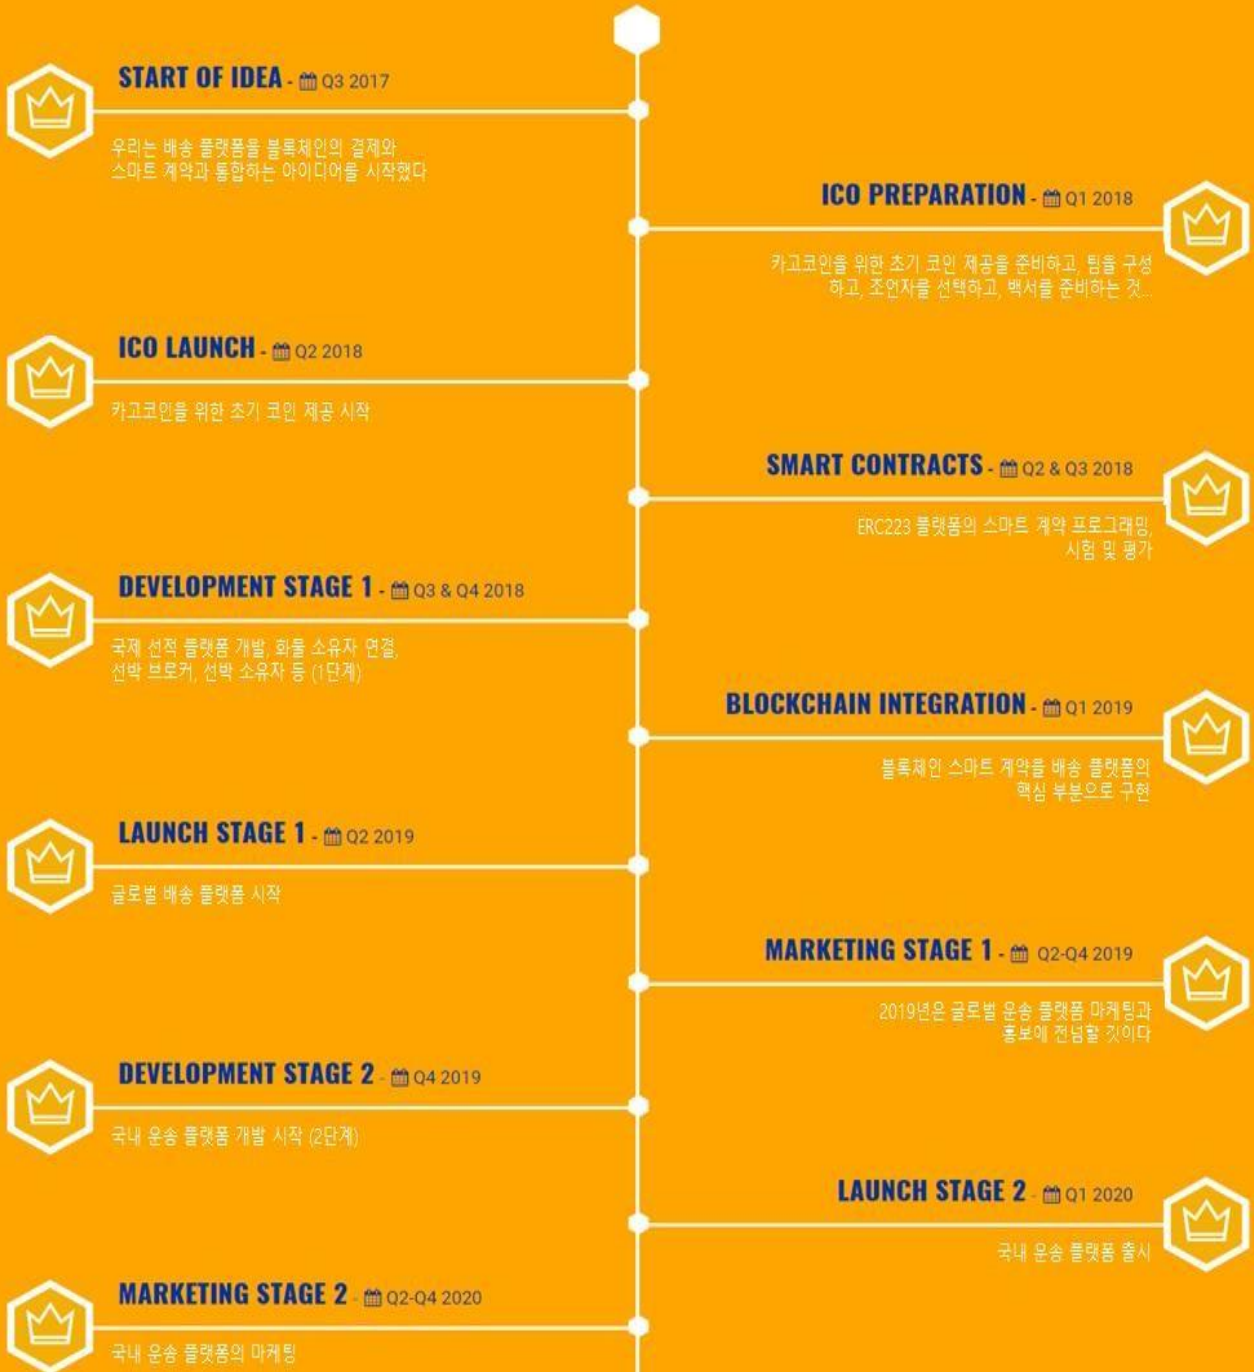 START OF IDEA - Q3 2017
우리는 배송 플랫폼을 블록체인의 결제와
스마트 계약과 통합하는 아이디어를 시작했다
ICO PREPARATION - Q1 2018
카고코인을 위한 초기 코인 제공을 준비하고, 팀을 구성
하고, 조언자를 선택하고, 백서를 준비하는 것...
ICO LAUNCH - Q2 2018
카고코인을 위한 초기 코인 제공 시작
SMART CONTRACTS - Q2 & Q3 2018
ERC223 플랫폼의 스마트 계약 프로그래밍,
시험 및 평가
DEVELOPMENT STAGE 1 - Q3 & Q4 2018
국제 선적 플랫폼 개발, 화물 소유자 연결,
선박 브로커, 선박 소유자 등 (1단계)
BLOCKCHAIN INTEGRATION - Q1 2019
블록체인 스마트 계약을 배송 플랫폼의
핵심 부분으로 구현
LAUNCH STAGE 1 - Q2 2019
글로벌 배송 플랫폼 시작
MARKETING STAGE 1 - Q2-Q4 2019
2019년은 글로벌 운송 플랫폼 마케팅과
홍보에 전념할 것이다
DEVELOPMENT STAGE 2 - Q4 2019
국내 운송 플랫폼 개발 시작 (2단계)
LAUNCH STAGE 2 - Q1 2020
국내 운송 플랫폼 출시
MARKETING STAGE 2 - Q2-Q4 2020
국내 운송 플랫폼의 마케팅